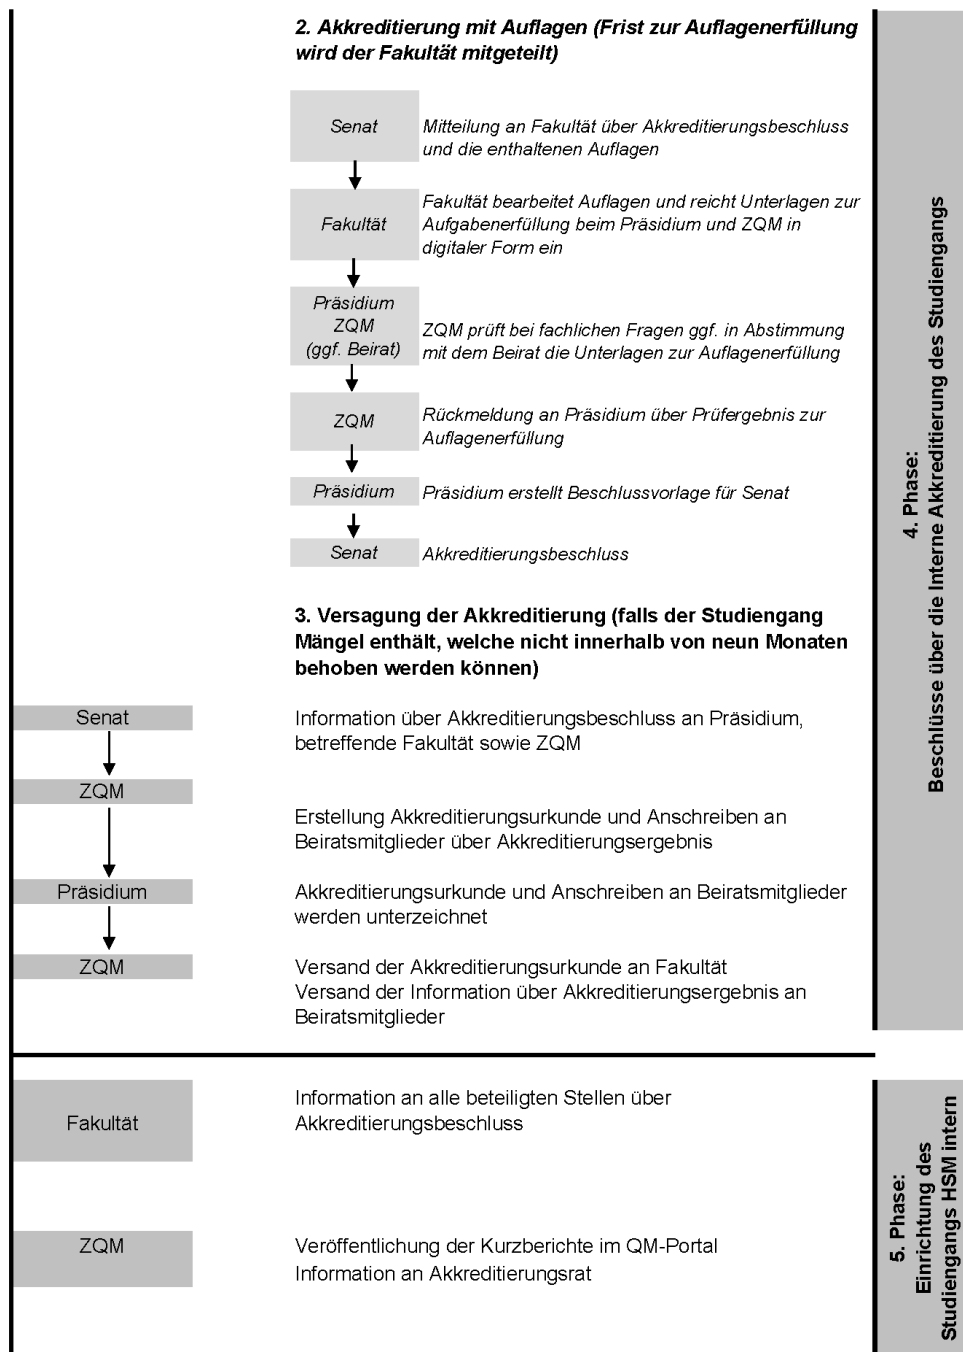 2. Akkreditierung mit Auflagen (Frist zur Auflagenerfüllung
wird der Fakultät mitgeteilt)
Senat
Mitteilung an Fakultät über Akkreditierungsbeschluss
und die enthaltenen Auflagen
Fakultät
Fakultät bearbeitet Auflagen und reicht Unterlagen zur
Aufgabenerfüllung beim Präsidium und ZQM in
digitaler Form ein
Präsidium
ZQM
(ggf. Beirat)
ZQM prüft bei fachlichen Fragen ggf. in Abstimmung
mit dem Beirat die Unterlagen zur Auflagenerfüllung
ZQM
Rückmeldung an Präsidium über Prüfergebnis zur
Auflagenerfüllung
Präsidium
Präsidium erstellt Beschlussvorlage für Senat
Senat
Akkreditierungsbeschluss
3. Versagung der Akkreditierung (falls der Studiengang
Mängel enthält, welche nicht innerhalb von neun Monaten
behoben werden können)
Senat
Information über Akkreditierungsbeschluss an Präsidium,
betreffende Fakultät sowie ZQM
ZQM
Erstellung Akkreditierungsurkunde und Anschreiben an
Beiratsmitglieder über Akkreditierungsergebnis
Präsidium
Akkreditierungsurkunde und Anschreiben an Beiratsmitglieder
werden unterzeichnet
ZQM
Versand der Akkreditierungsurkunde an Fakultät
Versand der Information über Akkreditierungsergebnis an
Beiratsmitglieder
4. Phase:
Beschlüsse über die Interne Akkreditierung des Studiengangs
Fakultät
Information an alle beteiligten Stellen über
Akkreditierungsbeschluss
ZQM
Veröffentlichung der Kurzberichte im QM-Portal
Information an Akkreditierungsrat
5. Phase:
Einrichtung des
Studiengangs HSM intern